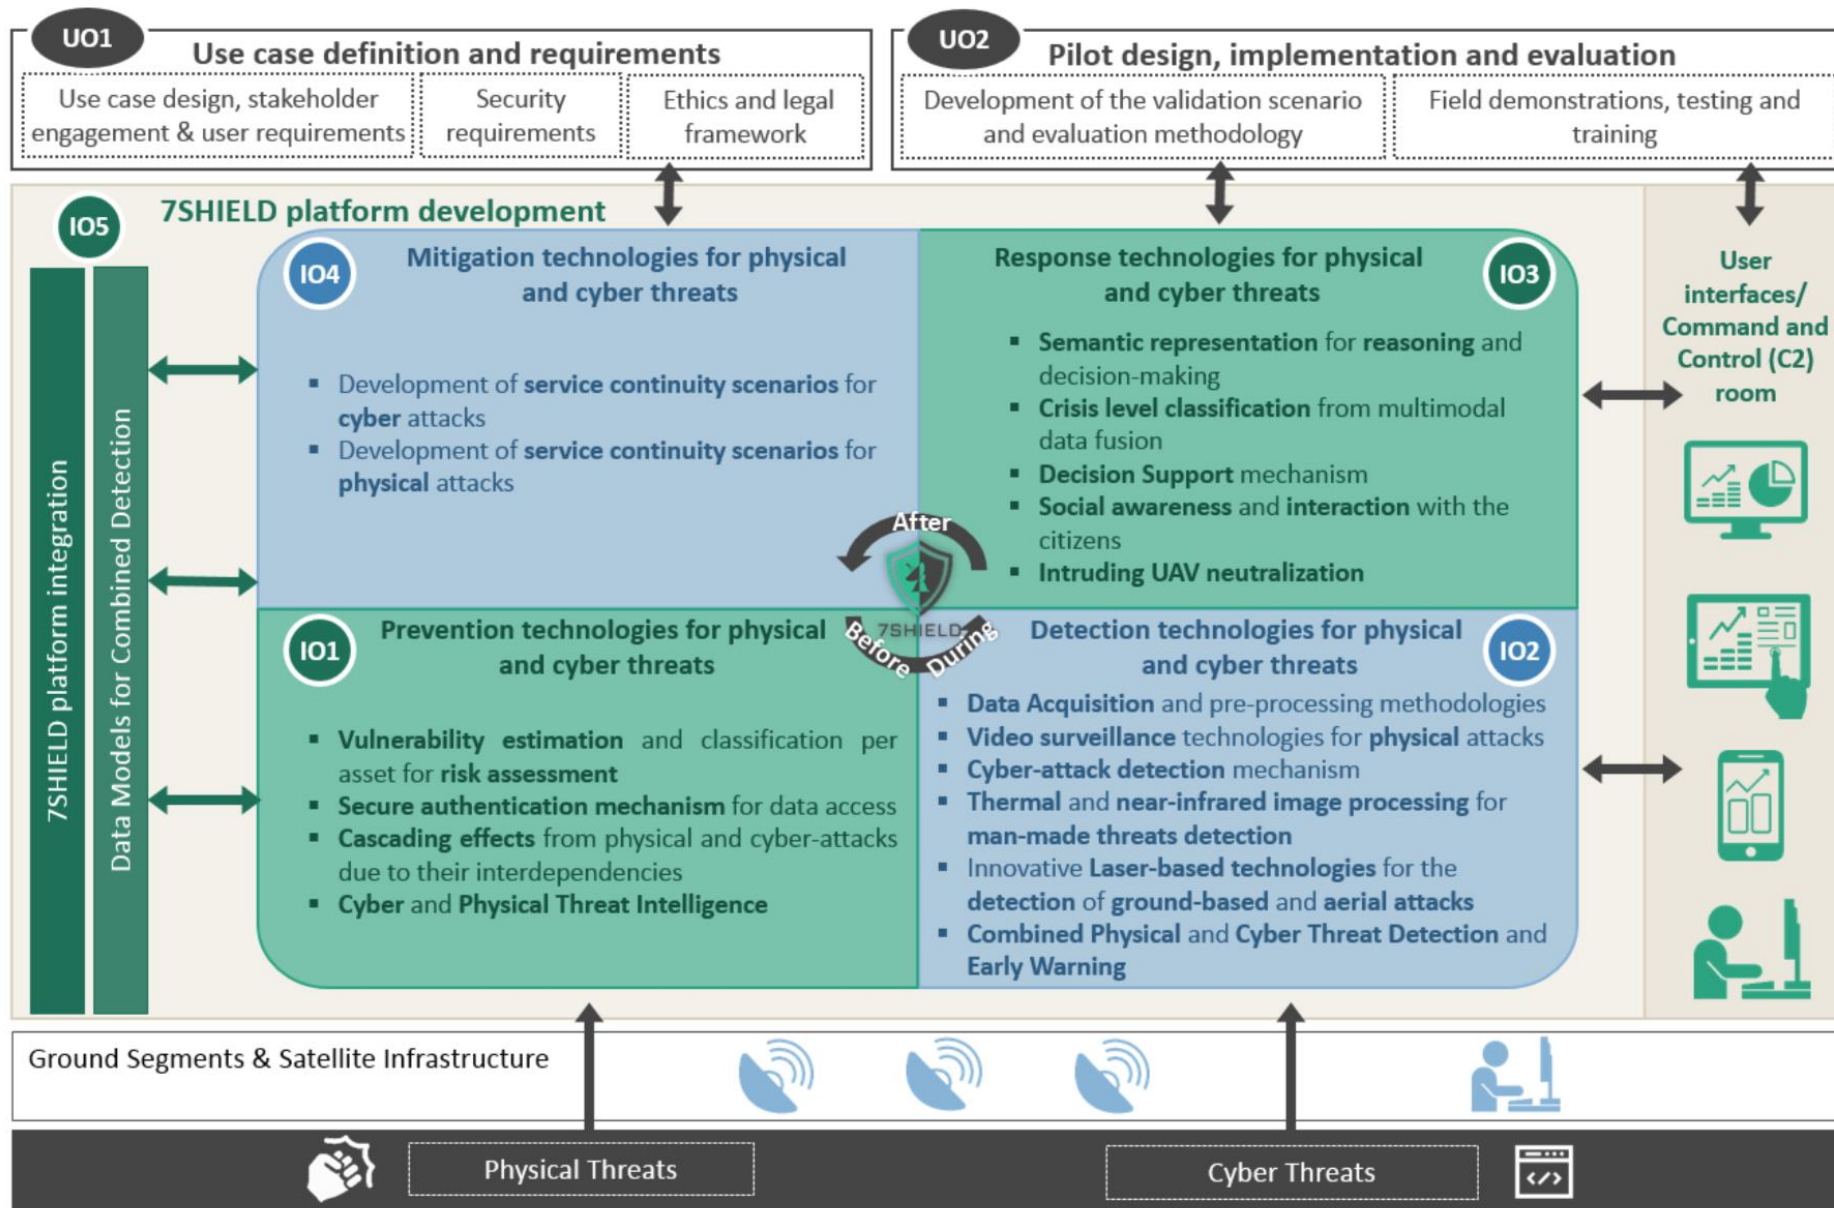 UO1
Use case definition and requirements
Use case design, stakeholder
engagement & user requirements
Security
requirements
Ethics and legal
framework
UO2
Pilot design, implementation and evaluation
Development of the validation scenario
and evaluation methodology
Field demonstrations, testing and
training
IO5
7SHIELD platform development
7SHIELD platform integration
Data Models for Combined Detection
IO4
Mitigation technologies for physical
and cyber threats
▪ Development of service continuity scenarios for
cyber attacks
▪ Development of service continuity scenarios for
physical attacks
Response technologies for physical
and cyber threats
IO3
▪ Semantic representation for reasoning and
decision-making
▪ Crisis level classification from multimodal
data fusion
▪ Decision Support mechanism
▪ Social awareness and interaction with the
citizens
▪ Intruding UAV neutralization
After
7SHIELD
Before
During
IO1
Prevention technologies for physical
and cyber threats
▪ Vulnerability estimation and classification per
asset for risk assessment
▪ Secure authentication mechanism for data access
▪ Cascading effects from physical and cyber-attacks
due to their interdependencies
▪ Cyber and Physical Threat Intelligence
Detection technologies for physical
and cyber threats
IO2
▪ Data Acquisition and pre-processing methodologies
▪ Video surveillance technologies for physical attacks
▪ Cyber-attack detection mechanism
▪ Thermal and near-infrared image processing for
man-made threats detection
▪ Innovative Laser-based technologies for the
detection of ground-based and aerial attacks
▪ Combined Physical and Cyber Threat Detection and
Early Warning
User
interfaces/
Command and
Control (C2)
room
Ground Segments & Satellite Infrastructure
Physical Threats
Cyber Threats